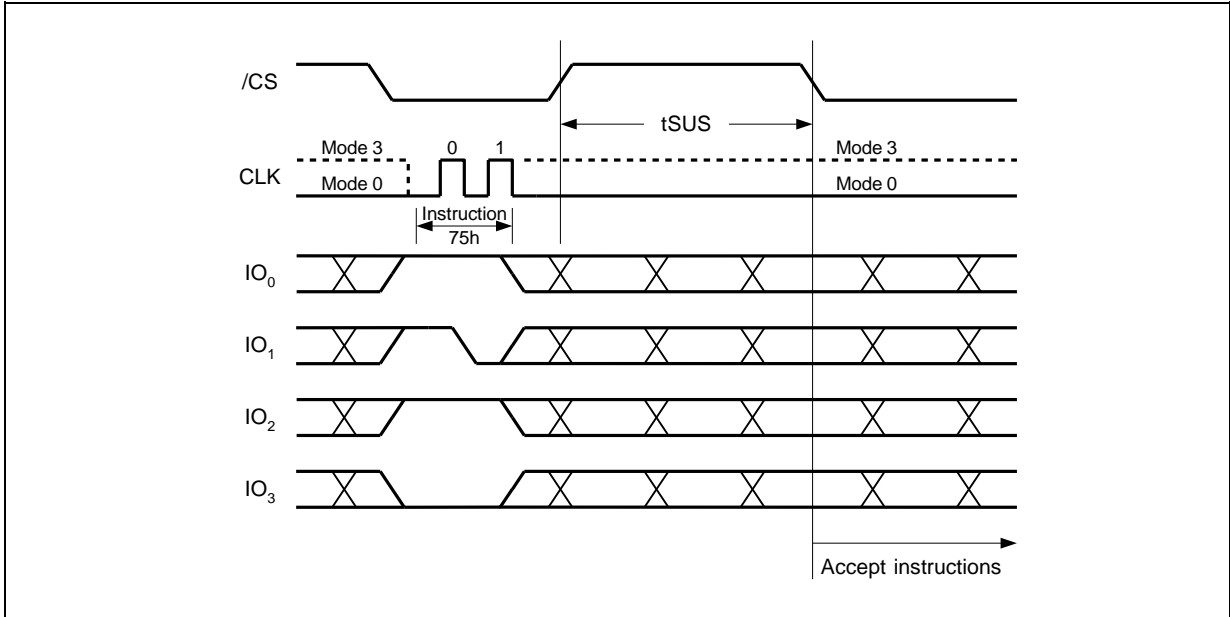 /CS
tSUS
Mode 3 0 1 Mode 3
CLK
Mode 0 Mode 0
Instruction
75h
IO0
IO1
IO2
IO3
Accept instructions